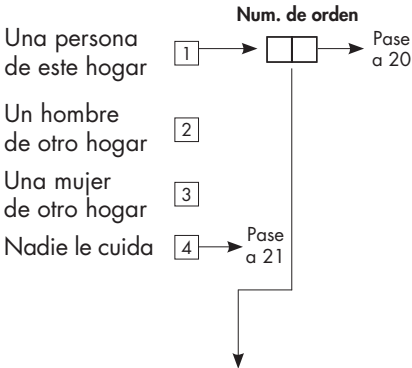 Num. de orden
Una persona
de este hogar
1
Pase
a 20
Un hombre
de otro hogar
2
Una mujer
de otro hogar
3
Nadie le cuida
4
Pase
a 21